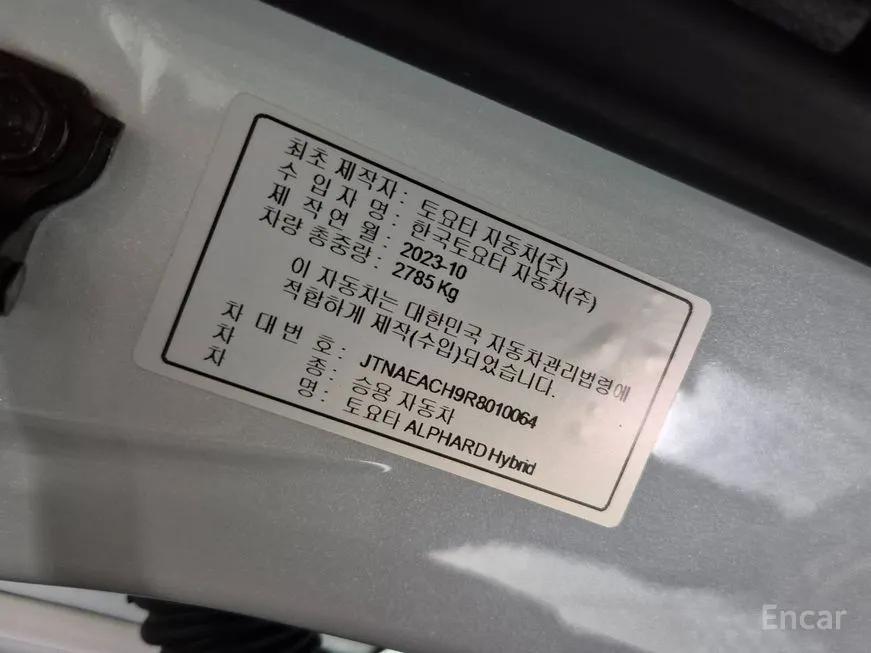 최초 제작자 : 토요타 자동차(주)
수 입 자 명 : 한국토요타 자동차(주)
제 작 연 월 : 2023-10
차량 총중량 : 2785 Kg
이 자동차는 대한민국 자동차관리법령에
적합하게 제작(수입)되었습니다.
차 대 번 호 : JTNAEACH9R8010064
차 종 : 승용 자동차
차 명 : 토요타 ALPHARD Hybrid
Encar